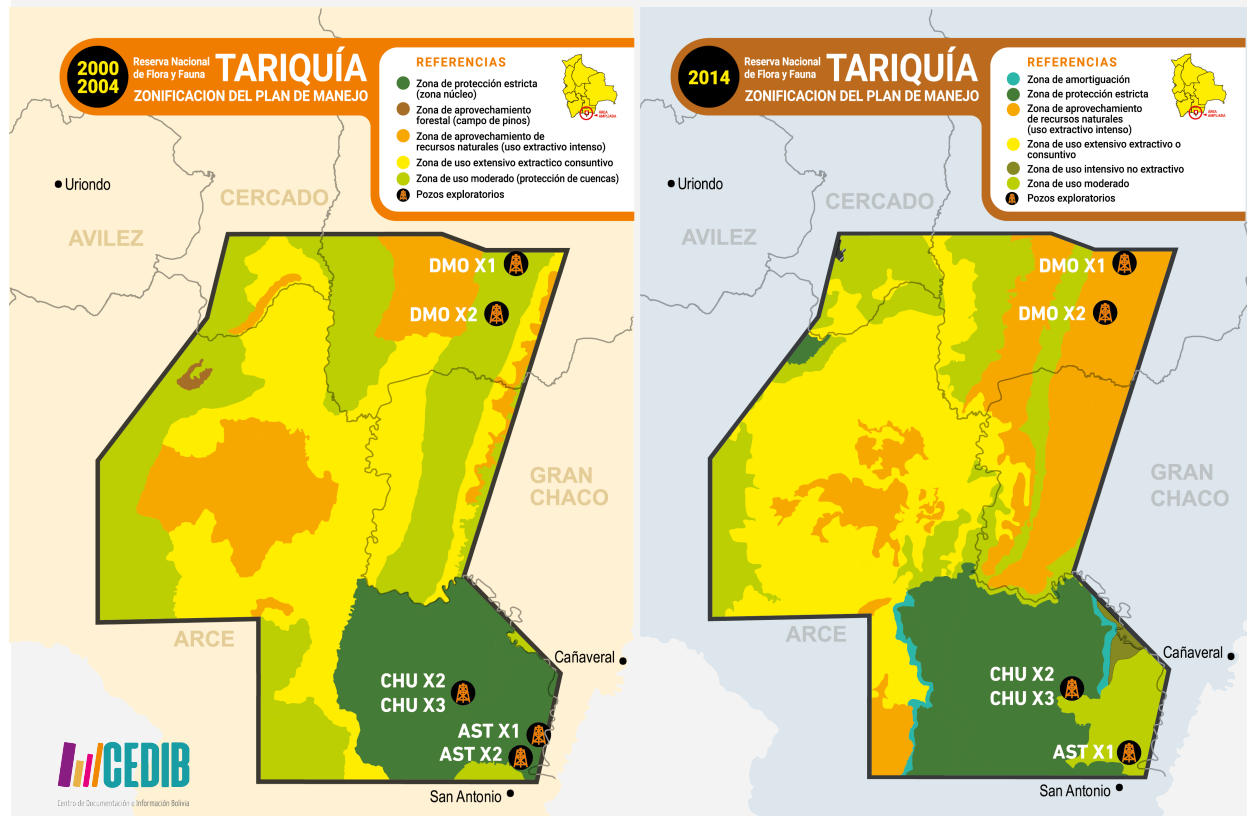 2000
2004
Reserva Nacional
de Flora y Fauna
TARIQUÍA
ZONIFICACION DEL PLAN DE MANEJO
REFERENCIAS
Zona de protección estricta
(zona núcleo)
Zona de aprovechamiento
forestal (campo de pinos)
Zona de aprovechamiento de
recursos naturales (uso extractivo intenso)
Zona de uso extensivo extractico consuntivo
Zona de uso moderado (protección de cuencas)
Pozos exploratorios
ÁREA
AMPLIADA
Uriondo
CERCADO
AVILEZ
DMO X1
DMO X2
GRAN
CHACO
ARCE
Cañaveral
CHU X2
CHU X3
AST X1
AST X2
San Antonio
CEDIB
Centro de Documentación e Información Bolivia
2014
Reserva Nacional
de Flora y Fauna
TARIQUÍA
ZONIFICACION DEL PLAN DE MANEJO
REFERENCIAS
Zona de amortiguación
Zona de protección estricta
Zona de aprovechamiento
de recursos naturales
(uso extractivo intenso)
Zona de uso extensivo extractivo o
consuntivo
Zona de uso intensivo no extractivo
Zona de uso moderado
Pozos exploratorios
ÁREA
AMPLIADA
Uriondo
CERCADO
AVILEZ
DMO X1
DMO X2
GRAN
CHACO
ARCE
Cañaveral
CHU X2
CHU X3
AST X1
San Antonio